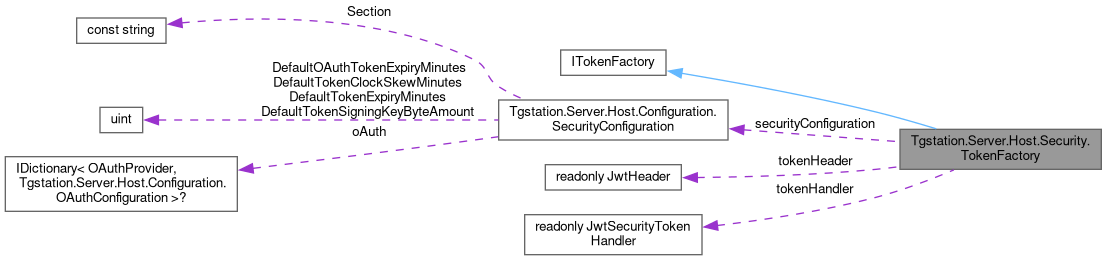 Section
const string
ITokenFactory
DefaultOAuthTokenExpiryMinutes
DefaultTokenClockSkewMinutes
DefaultTokenExpiryMinutes
DefaultTokenSigningKeyByteAmount
uint
Tgstation.Server.Host.Configuration.
SecurityConfiguration
securityConfiguration
Tgstation.Server.Host.Security.
TokenFactory
oAuth
IDictionary< OAuthProvider,
Tgstation.Server.Host.Configuration.
OAuthConfiguration >?
tokenHeader
readonly JwtHeader
tokenHandler
readonly JwtSecurityToken
Handler